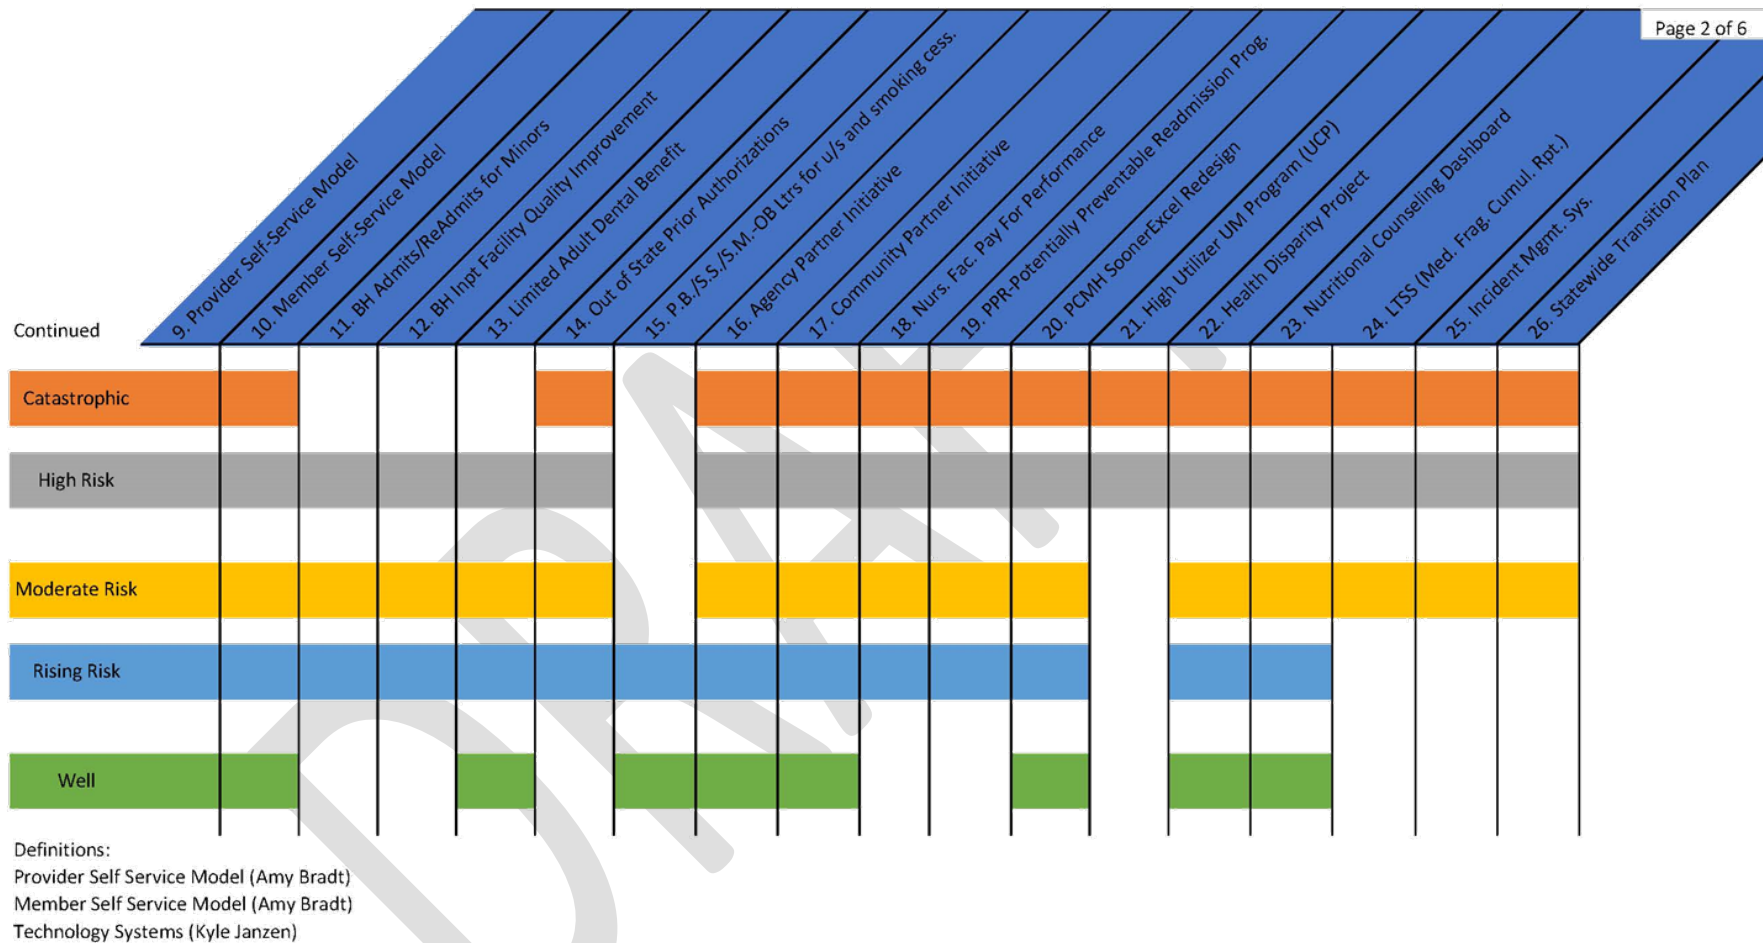 Page 2 of 6
9. Provider Self-Service Model
10. Member Self-Service Model
11. BH Admits/ReAdmits for Minors
12. BH Inpt Facility Quality Improvement
13. Limited Adult Dental Benefit
14. Out of State Prior Authorizations
15. P.B./S.S./S.M.-OB Ltrs for u/s and smoking cess.
16. Agency Partner Initiative
17. Community Partner Initiative
18. Nurs. Fac. Pay For Performance
19. PPR-Potentially Preventable Readmission Prog.
20. PCMH SoonerExcel Redesign
21. High Utilizer UM Program (UCP)
22. Health Disparity Project
23. Nutritional Counseling Dashboard
24. LTSS (Med. Frag. Cumul. Rpt.)
25. Incident Mgmt. Sys.
26. Statewide Transition Plan
Continued
Catastrophic
High Risk
Moderate Risk
Rising Risk
Well
DRAFT
Definitions:
Provider Self Service Model (Amy Bradt)
Member Self Service Model (Amy Bradt)
Technology Systems (Kyle Janzen)